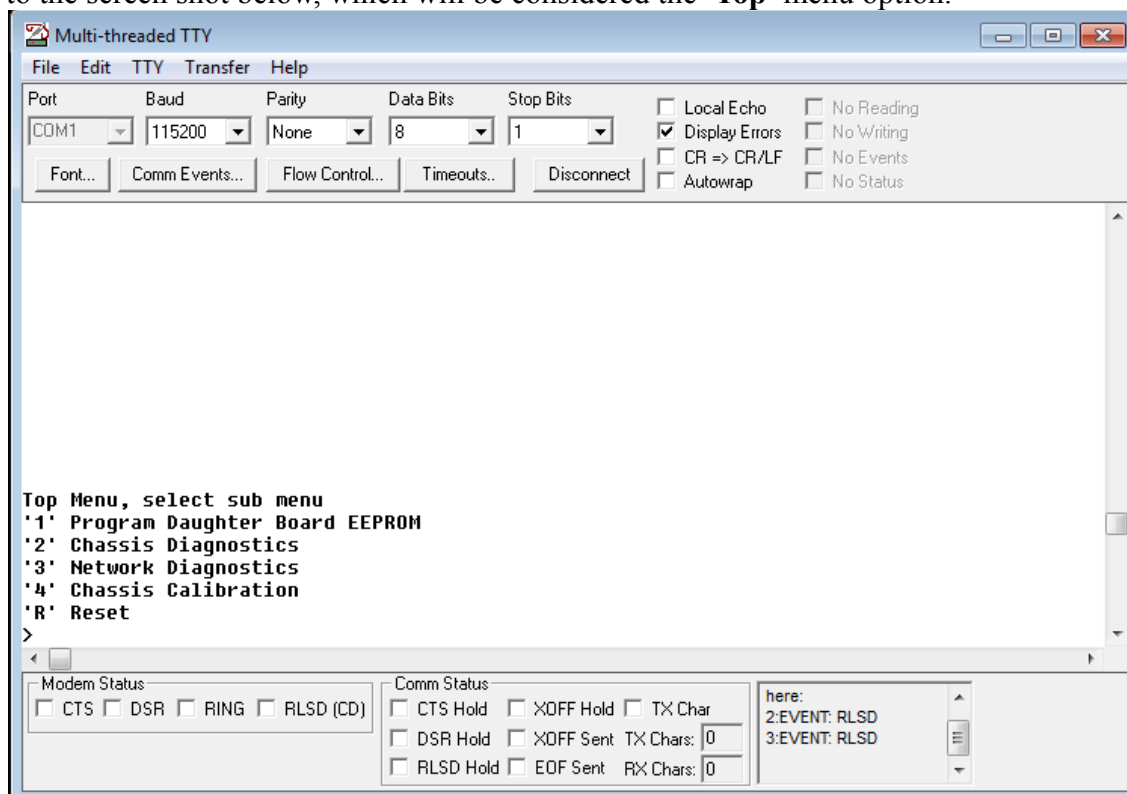 to the screen shot below, which will be considered the "Top" menu option.
Multi-threaded TTY
File Edit TTY Transfer Help
Port Baud Parity Data Bits Stop Bits
COM1 115200 None 8 1
Font... Comm Events... Flow Control... Timeouts.. Disconnect
Local Echo No Reading
Display Errors No Writing
CR => CR/LF No Events
Autowrap No Status
Top Menu, select sub menu
'1' Program Daughter Board EEPROM
'2' Chassis Diagnostics
'3' Network Diagnostics
'4' Chassis Calibration
'R' Reset
>
Modem Status
CTS DSR RING RLSD (CD)
Comm Status
CTS Hold XOFF Hold TX Char
DSR Hold XOFF Sent TX Chars: 0
RLSD Hold EOF Sent RX Chars: 0
here:
2:EVENT: RLSD
3:EVENT: RLSD